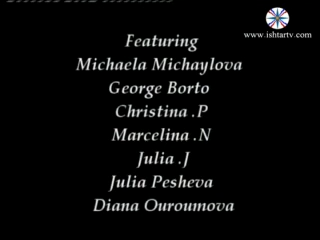 www.ishtartv.com
Featuring
Michaela Michaylova
George Borto
Christina .P
Marcelina .N
Julia .J
Julia Pesheva
Diana Ouroumova